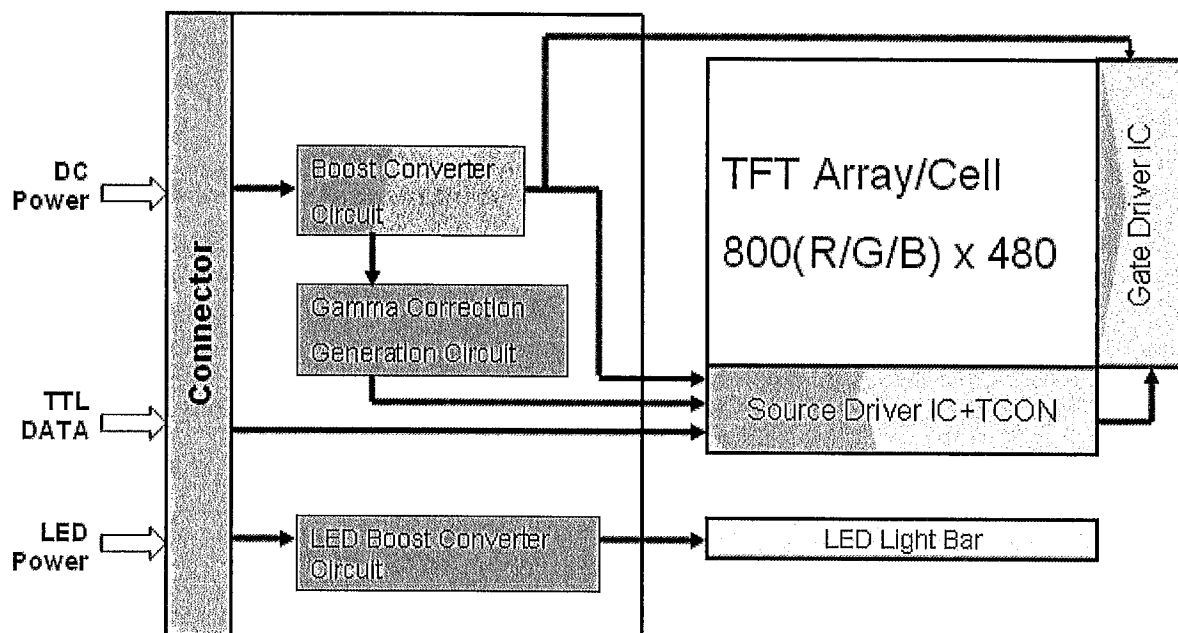 DC
Power
Boost Converter
Circuit
TFT Array/Cell
800(R/G/B) x 480
Gate Driver IC
Connector
Gamma Correction
Generation Circuit
TTL
DATA
Source Driver IC+TCON
LED
Power
LED Boost Converter
Circuit
LED Light Bar